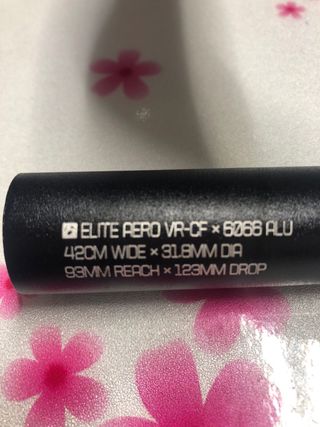 ELITE AERO VR-CF × 6066 ALU
42CM WIDE × 31.8MM DIA
93MM REACH × 123MM DROP